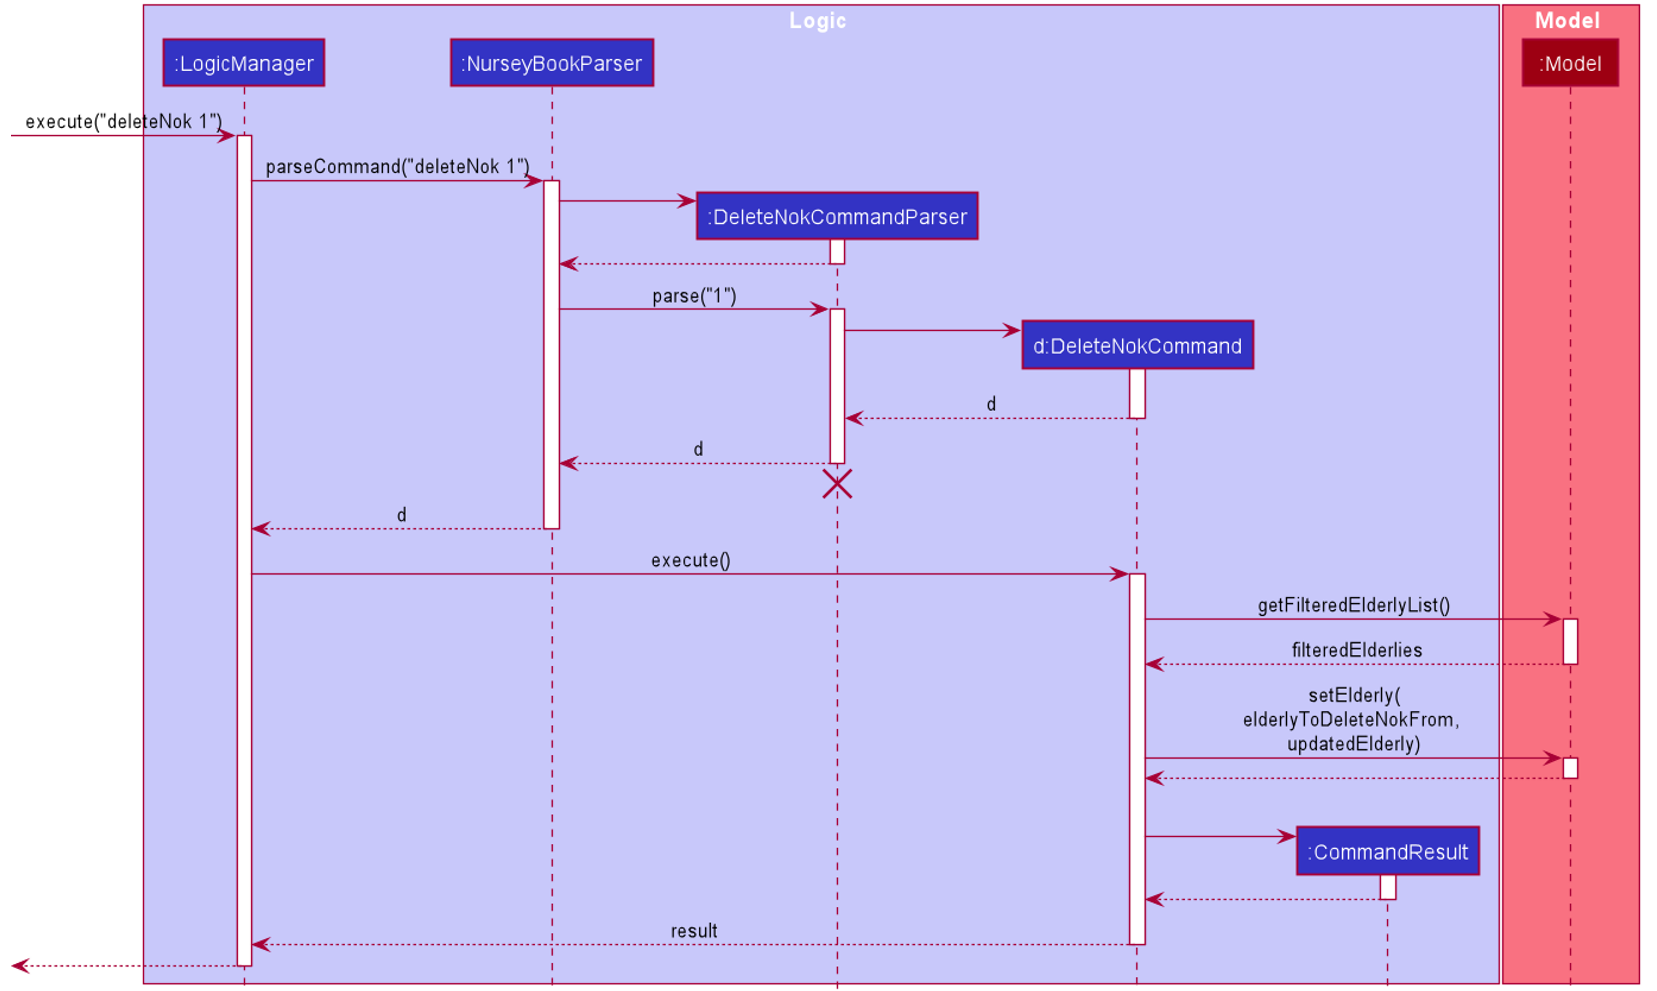 Logic
Model
:LogicManager
:NurseyBookParser
:Model
execute("deleteNok 1")
parseCommand("deleteNok 1")
:DeleteNokCommandParser
parse("1")
d:DeleteNokCommand
d
d
d
execute()
getFilteredElderlyList()
filteredElderlies
setElderly(
elderlyToDeleteNokFrom,
updatedElderly)
:CommandResult
result